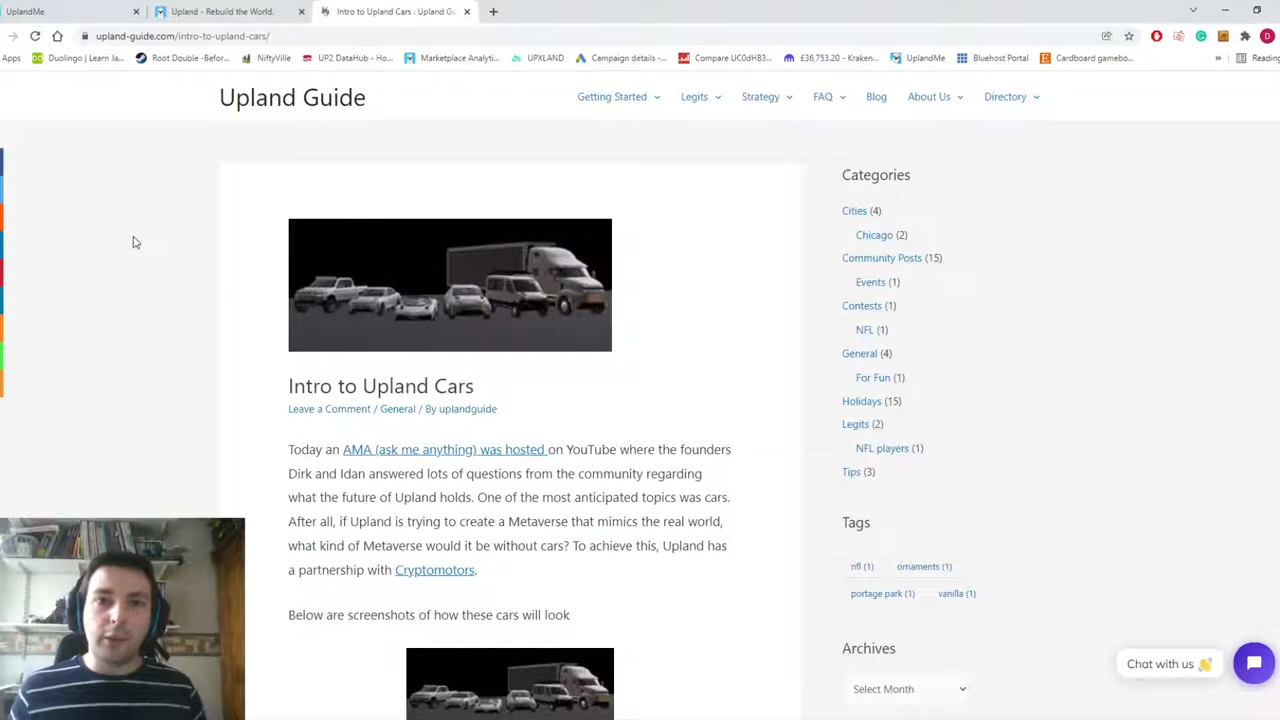 UplandMe
Upland - Rebuild the World.
Intro to Upland Cars : Upland Gu
upland-guide.com/intro-to-upland-cars/
Apps
Duolingo | Learn Ja...
Root Double -Befor...
NiftyVille
UP2 DataHub - Ho...
Marketplace Analyti...
UPXLAND
Campaign details -...
Compare UC0dHB3...
£36,753.20 - Kraken...
UplandMe
Bluehost Portal
Cardboard gamebo...
»
Reading
Upland Guide
Getting Started
Legits
Strategy
FAQ
Blog
About Us
Directory
Intro to Upland Cars
Leave a Comment / General / By uplandguide
Today an AMA (ask me anything) was hosted on YouTube where the founders
Dirk and Idan answered lots of questions from the community regarding
what the future of Upland holds. One of the most anticipated topics was cars.
After all, if Upland is trying to create a Metaverse that mimics the real world,
what kind of Metaverse would it be without cars? To achieve this, Upland has
a partnership with Cryptomotors.
Below are screenshots of how these cars will look
Categories
Cities (4)
Chicago (2)
Community Posts (15)
Events (1)
Contests (1)
NFL (1)
General (4)
For Fun (1)
Holidays (15)
Legits (2)
NFL players (1)
Tips (3)
Tags
nfl (1)
ornaments (1)
portage park (1)
vanilla (1)
Archives
Select Month
Chat with us 👋